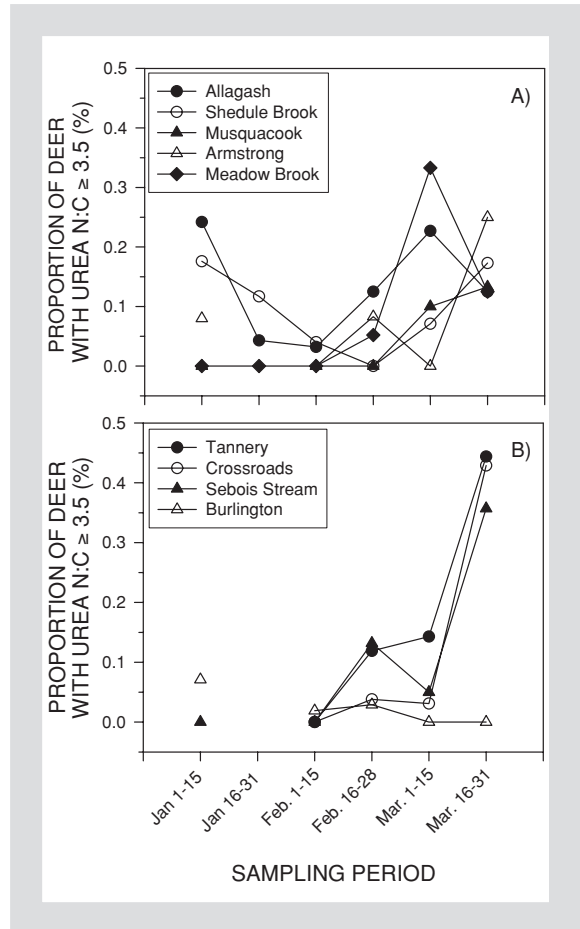 PROPORTION OF DEER
WITH UREA N:C ≥ 3.5 (%)
0.5
0.4
0.3
0.2
0.1
0.0
Allagash
Shedule Brook
Musquacook
Armstrong
Meadow Brook
A)
PROPORTION OF DEER
WITH UREA N:C ≥ 3.5 (%)
0.5
0.4
0.3
0.2
0.1
0.0
Tannery
Crossroads
Sebois Stream
Burlington
B)
Jan 1-15
Jan 16-31
Feb. 1-15
Feb. 16-28
Mar. 1-15
Mar. 16-31
SAMPLING PERIOD